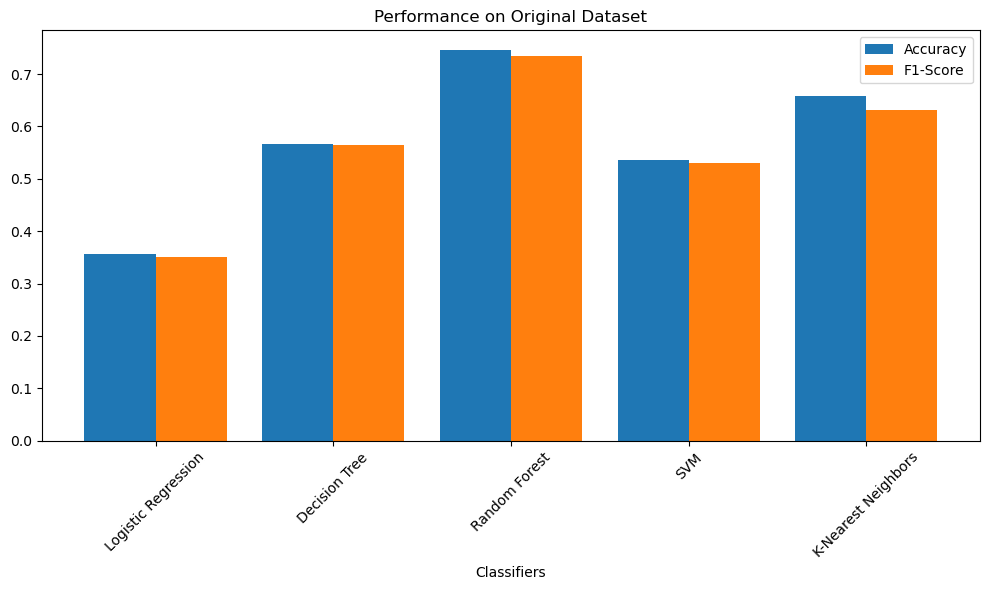 Performance on Original Dataset
Accuracy
F1-Score
0.7
0.6
0.5
0.4
0.3
0.2
0.1
0.0
Logistic Regression
Decision Tree
Random Forest
SVM
K-Nearest Neighbors
Classifiers